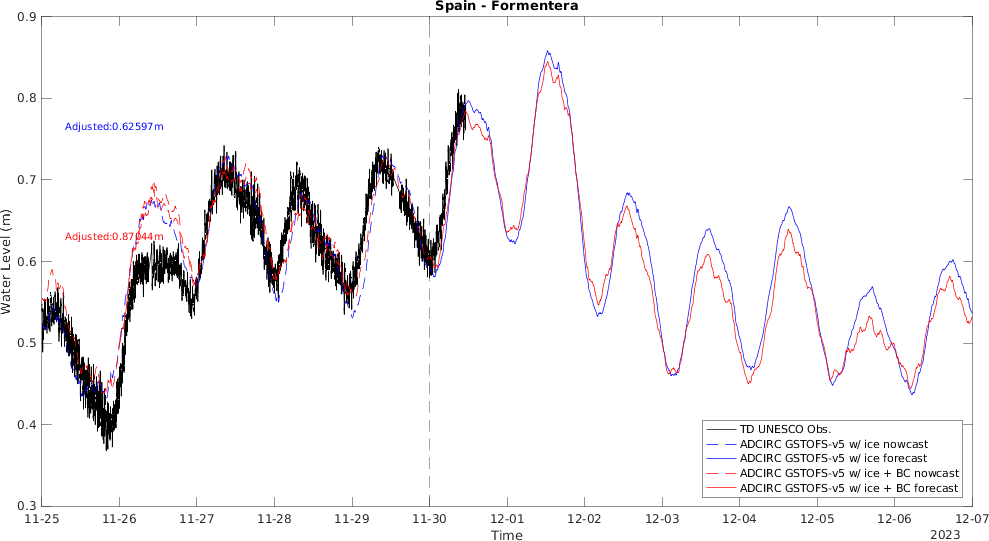 Spain - Formentera
0.9
0.8
0.7
0.6
0.5
0.4
0.3
Water Level (m)
Adjusted:0.62597m
Adjusted:0.87044m
TD UNESCO Obs.
ADCIRC GSTOFS-v5 w/ ice nowcast
ADCIRC GSTOFS-v5 w/ ice forecast
ADCIRC GSTOFS-v5 w/ ice + BC nowcast
ADCIRC GSTOFS-v5 w/ ice + BC forecast
11-25 11-26 11-27 11-28 11-29 11-30 12-01 12-02 12-03 12-04 12-05 12-06 12-07
Time
2023